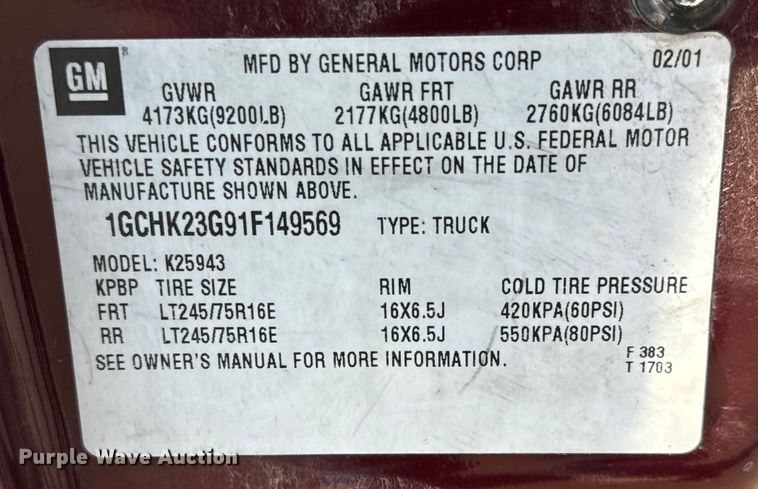 GM ® MFD BY GENERAL MOTORS CORP 02/01
GVWR GAWR FRT GAWR RR
4173KG(9200LB) 2177KG(4800LB) 2760KG(6084LB)
THIS VEHICLE CONFORMS TO ALL APPLICABLE U.S. FEDERAL MOTOR
VEHICLE SAFETY STANDARDS IN EFFECT ON THE DATE OF
MANUFACTURE SHOWN ABOVE.
1GCHK23G91F149569 TYPE: TRUCK
MODEL: K25943
KPBP TIRE SIZE RIM COLD TIRE PRESSURE
FRT LT245/75R16E 16X6.5J 420KPA(60PSI)
RR LT245/75R16E 16X6.5J 550KPA(80PSI)
SEE OWNER'S MANUAL FOR MORE INFORMATION. F 383
T 1703
Purple Wave Auction